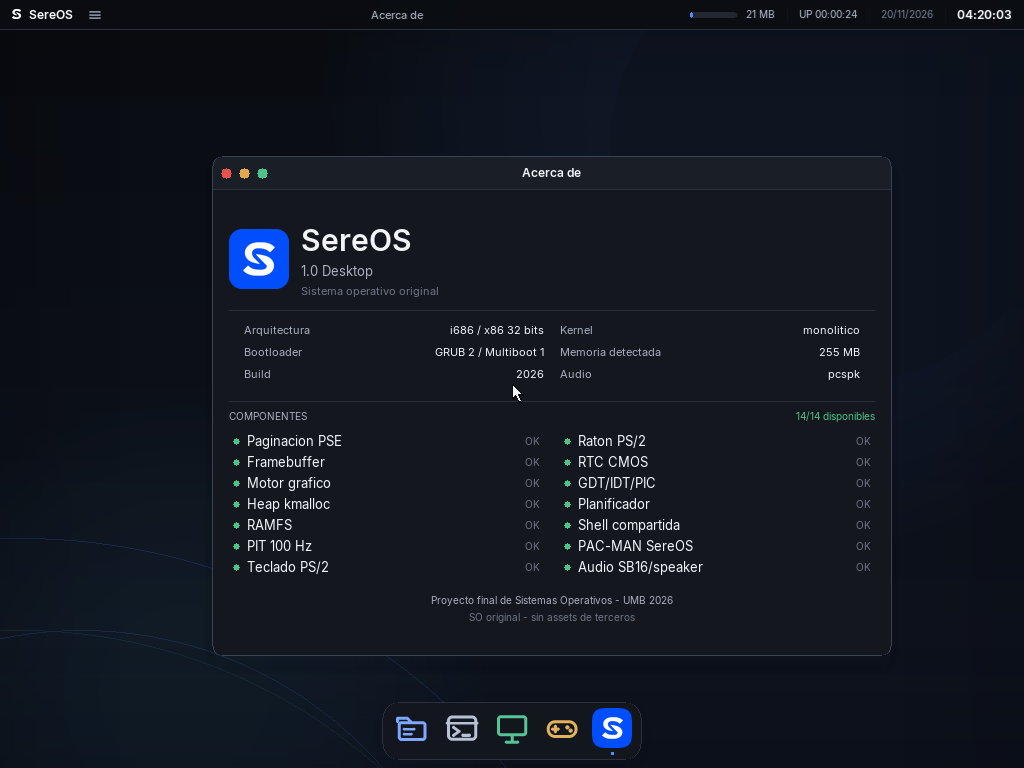 SereOS Acerca de 21 MB UP 00:00:24 20/11/2026 04:20:03
Acerca de
SereOS
1.0 Desktop
Sistema operativo original
Arquitectura i686 / x86 32 bits Kernel monolitico
Bootloader GRUB 2 / Multiboot 1 Memoria detectada 255 MB
Build 2026 Audio pcspk
COMPONENTES 14/14 disponibles
Paginacion PSE OK Raton PS/2 OK
Framebuffer OK RTC CMOS OK
Motor grafico OK GDT/IDT/PIC OK
Heap kmalloc OK Planificador OK
RAMFS OK Shell compartida OK
PIT 100 Hz OK PAC-MAN SereOS OK
Teclado PS/2 OK Audio SB16/speaker OK
Proyecto final de Sistemas Operativos - UMB 2026
SO original - sin assets de terceros